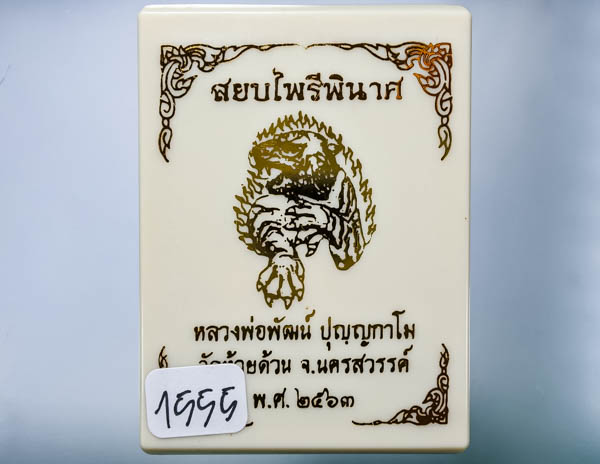 สยบไพรีพินาศ
หลวงพ่อพัฒน์ ปุญฺญกาโม
วัดห้วยด้วน จ.นครสวรรค์
พ.ศ. ๒๕๖๓